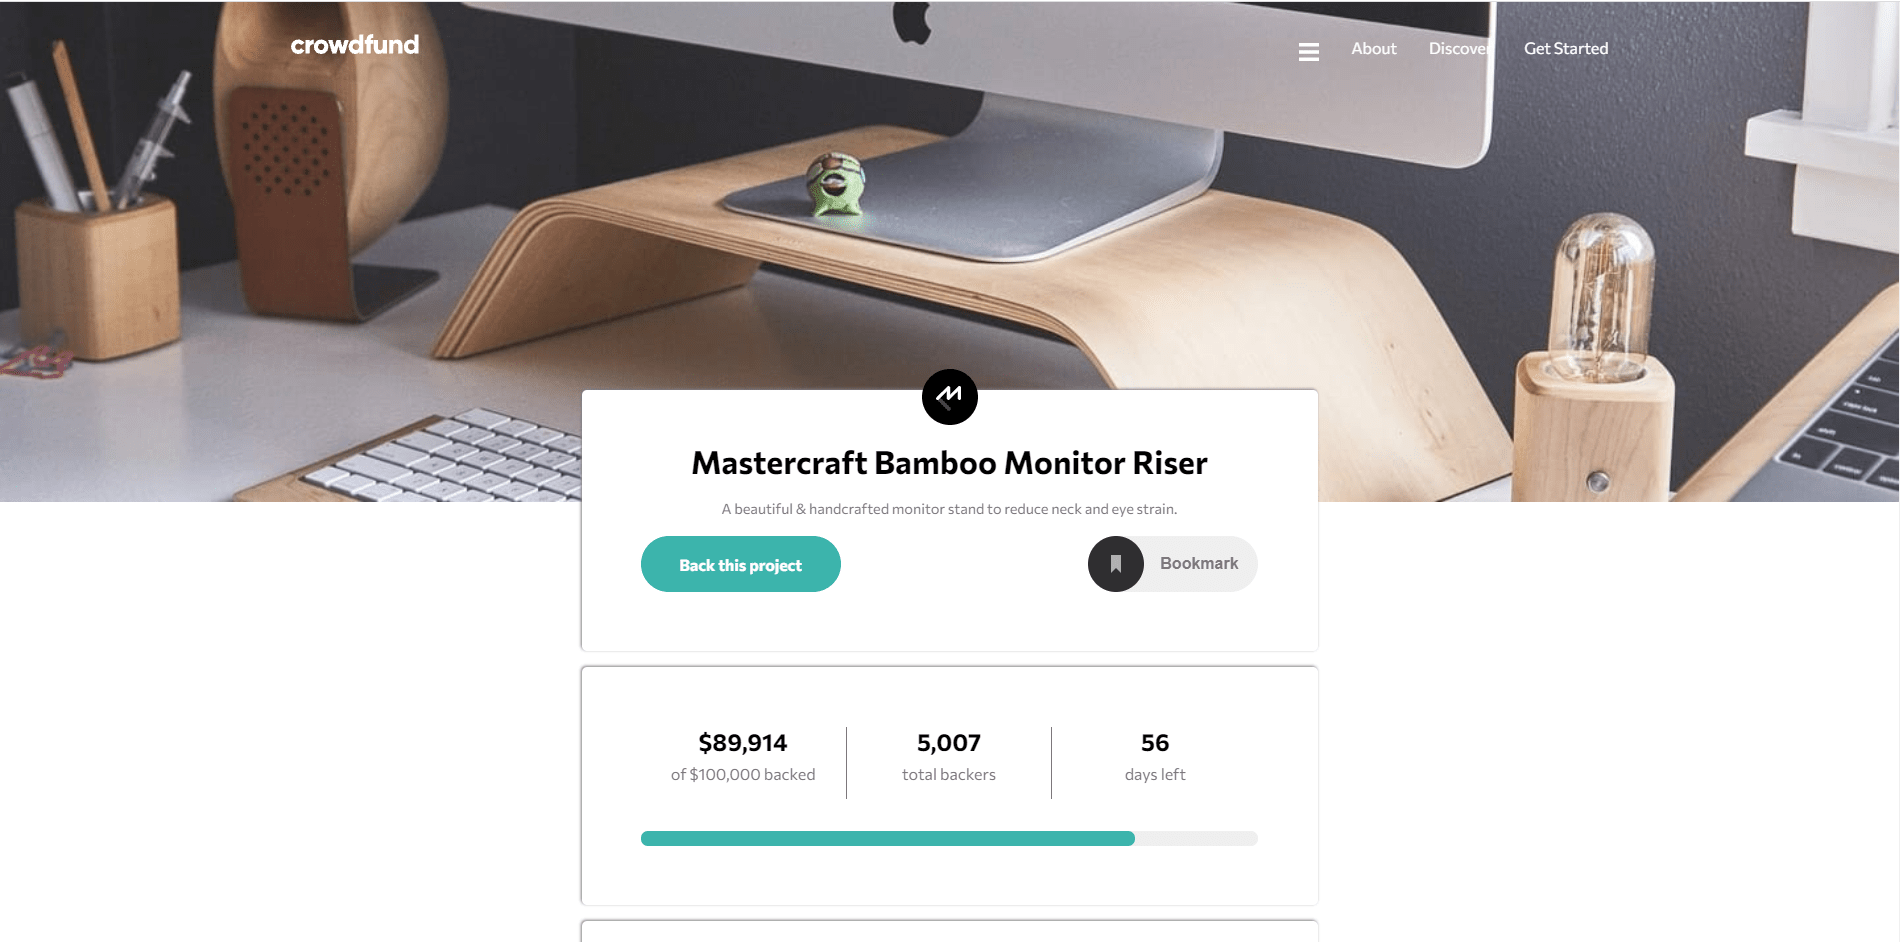 crowdfund
About
Discover
Get Started
Mastercraft Bamboo Monitor Riser
A beautiful & handcrafted monitor stand to reduce neck and eye strain.
Back this project
Bookmark
$89,914
of $100,000 backed
5,007
total backers
56
days left